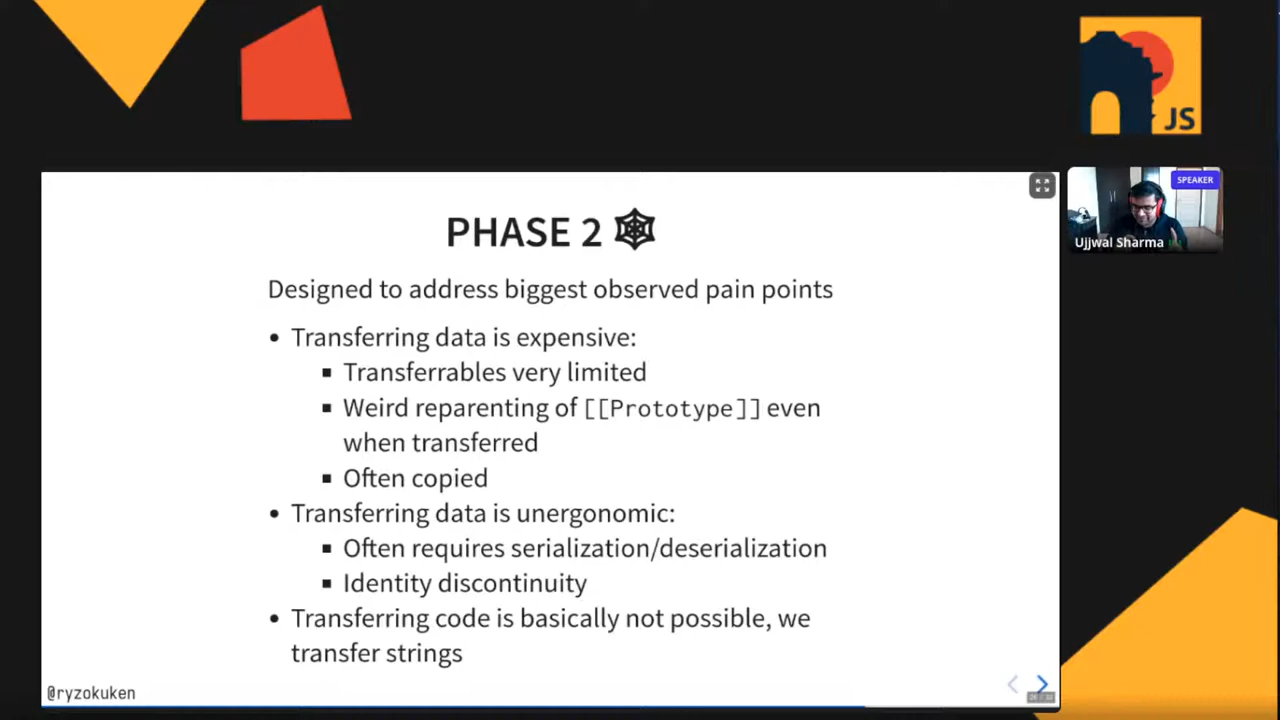 JS
SPEAKER
Ujjwal Sharma
PHASE 2
Designed to address biggest observed pain points
• Transferring data is expensive:
▪ Transferrables very limited
▪ Weird reparenting of [[Prototype]] even
when transferred
▪ Often copied
• Transferring data is unergonomic:
▪ Often requires serialization/deserialization
▪ Identity discontinuity
• Transferring code is basically not possible, we
transfer strings
@ryzokuken